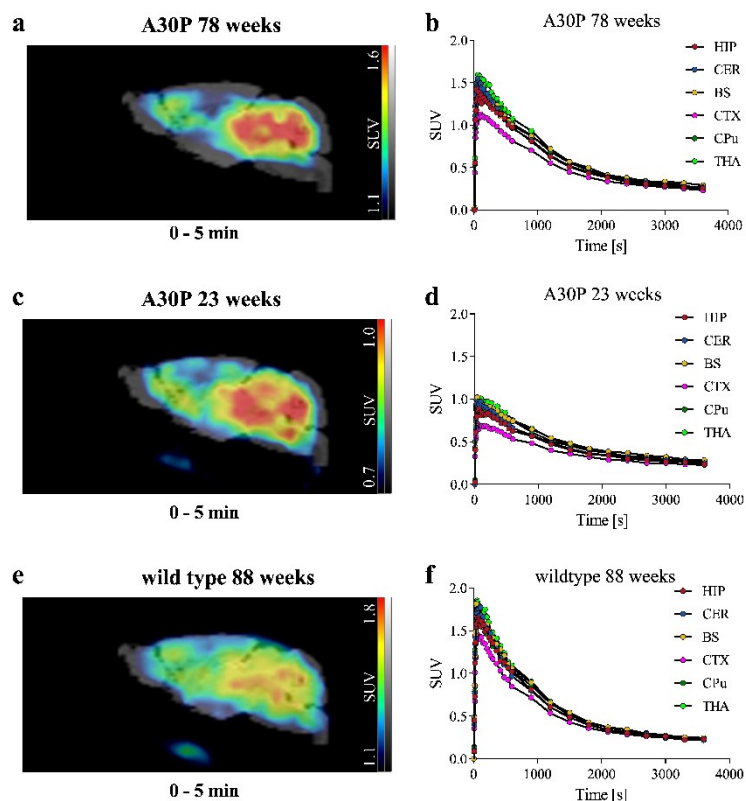 a
A30P 78 weeks
1.6
SUV
1.1
0 - 5 min
b
A30P 78 weeks
2.0
1.5
1.0
0.5
0.0
SUV
0
1000
2000
3000
4000
Time [s]
HIP
CER
BS
CTX
CPu
THA
c
A30P 23 weeks
1.0
SUV
0.7
0 - 5 min
d
A30P 23 weeks
2.0
1.5
1.0
0.5
0.0
SUV
0
1000
2000
3000
4000
Time [s]
HIP
CER
BS
CTX
CPu
THA
e
wild type 88 weeks
1.8
SUV
1.1
0 - 5 min
f
wildtype 88 weeks
2.0
1.5
1.0
0.5
0.0
SUV
0
1000
2000
3000
4000
Time [s]
HIP
CER
BS
CTX
CPu
THA